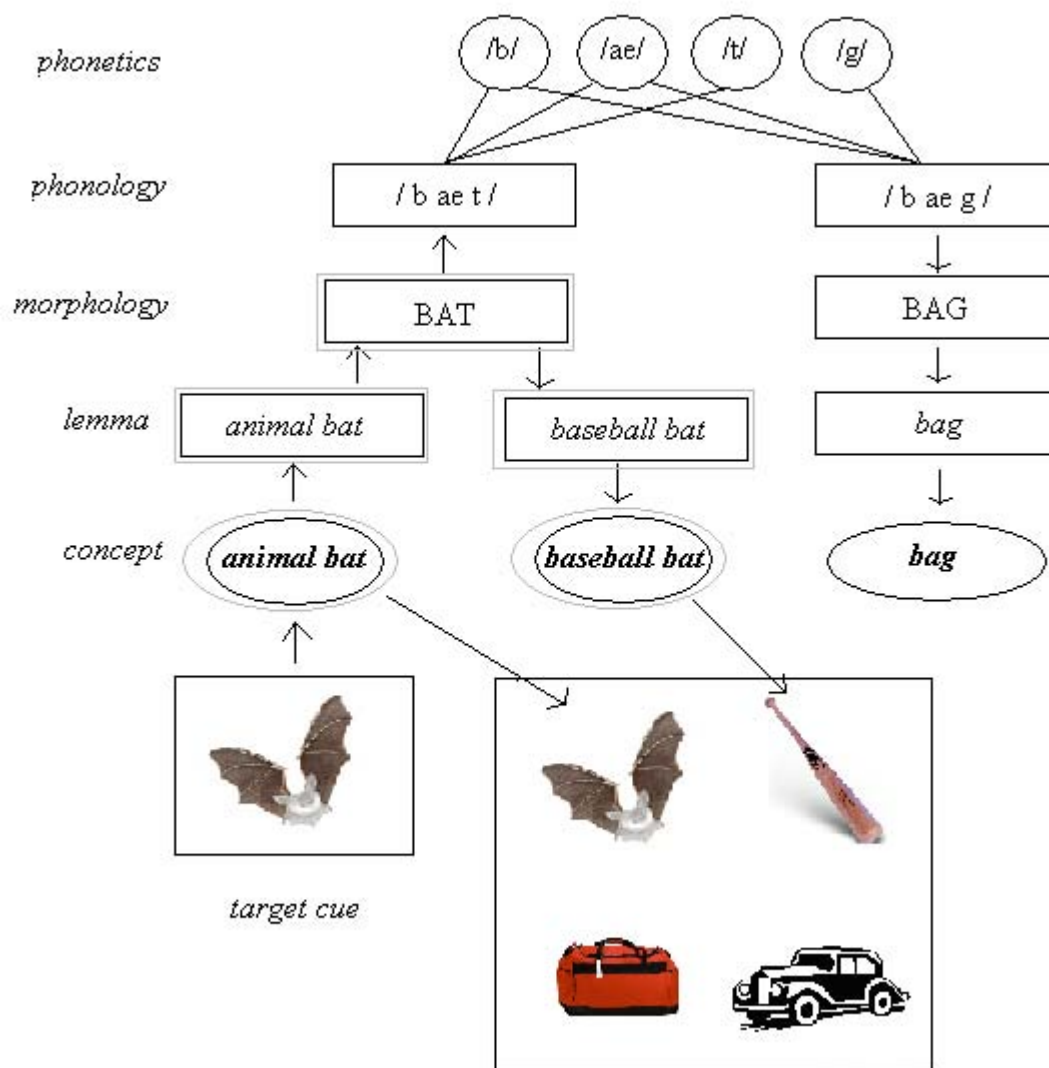 phonetics /b/ /ae/ /t/ /g/
phonology / b ae t / / b ae g /
morphology BAT BAG
lemma animal bat baseball bat bag
concept animal bat baseball bat bag
target cue